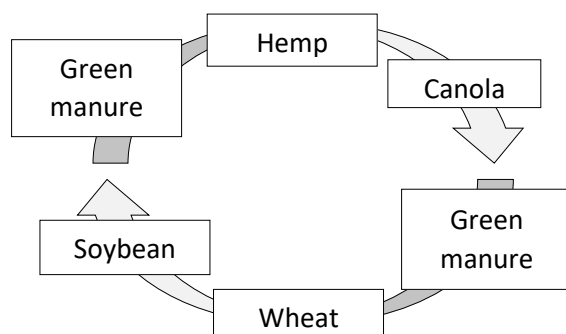 Hemp
Green
manure
Canola
Green
manure
Soybean
Wheat